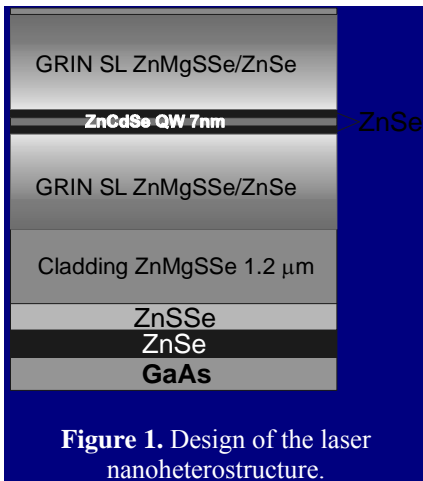 GRIN SL ZnMgSSe/ZnSe
ZnCdSe QW 7nm
ZnSe
GRIN SL ZnMgSSe/ZnSe
Cladding ZnMgSSe 1.2 μm
ZnSSe
ZnSe
GaAs
Figure 1. Design of the laser
nanoheterostructure.